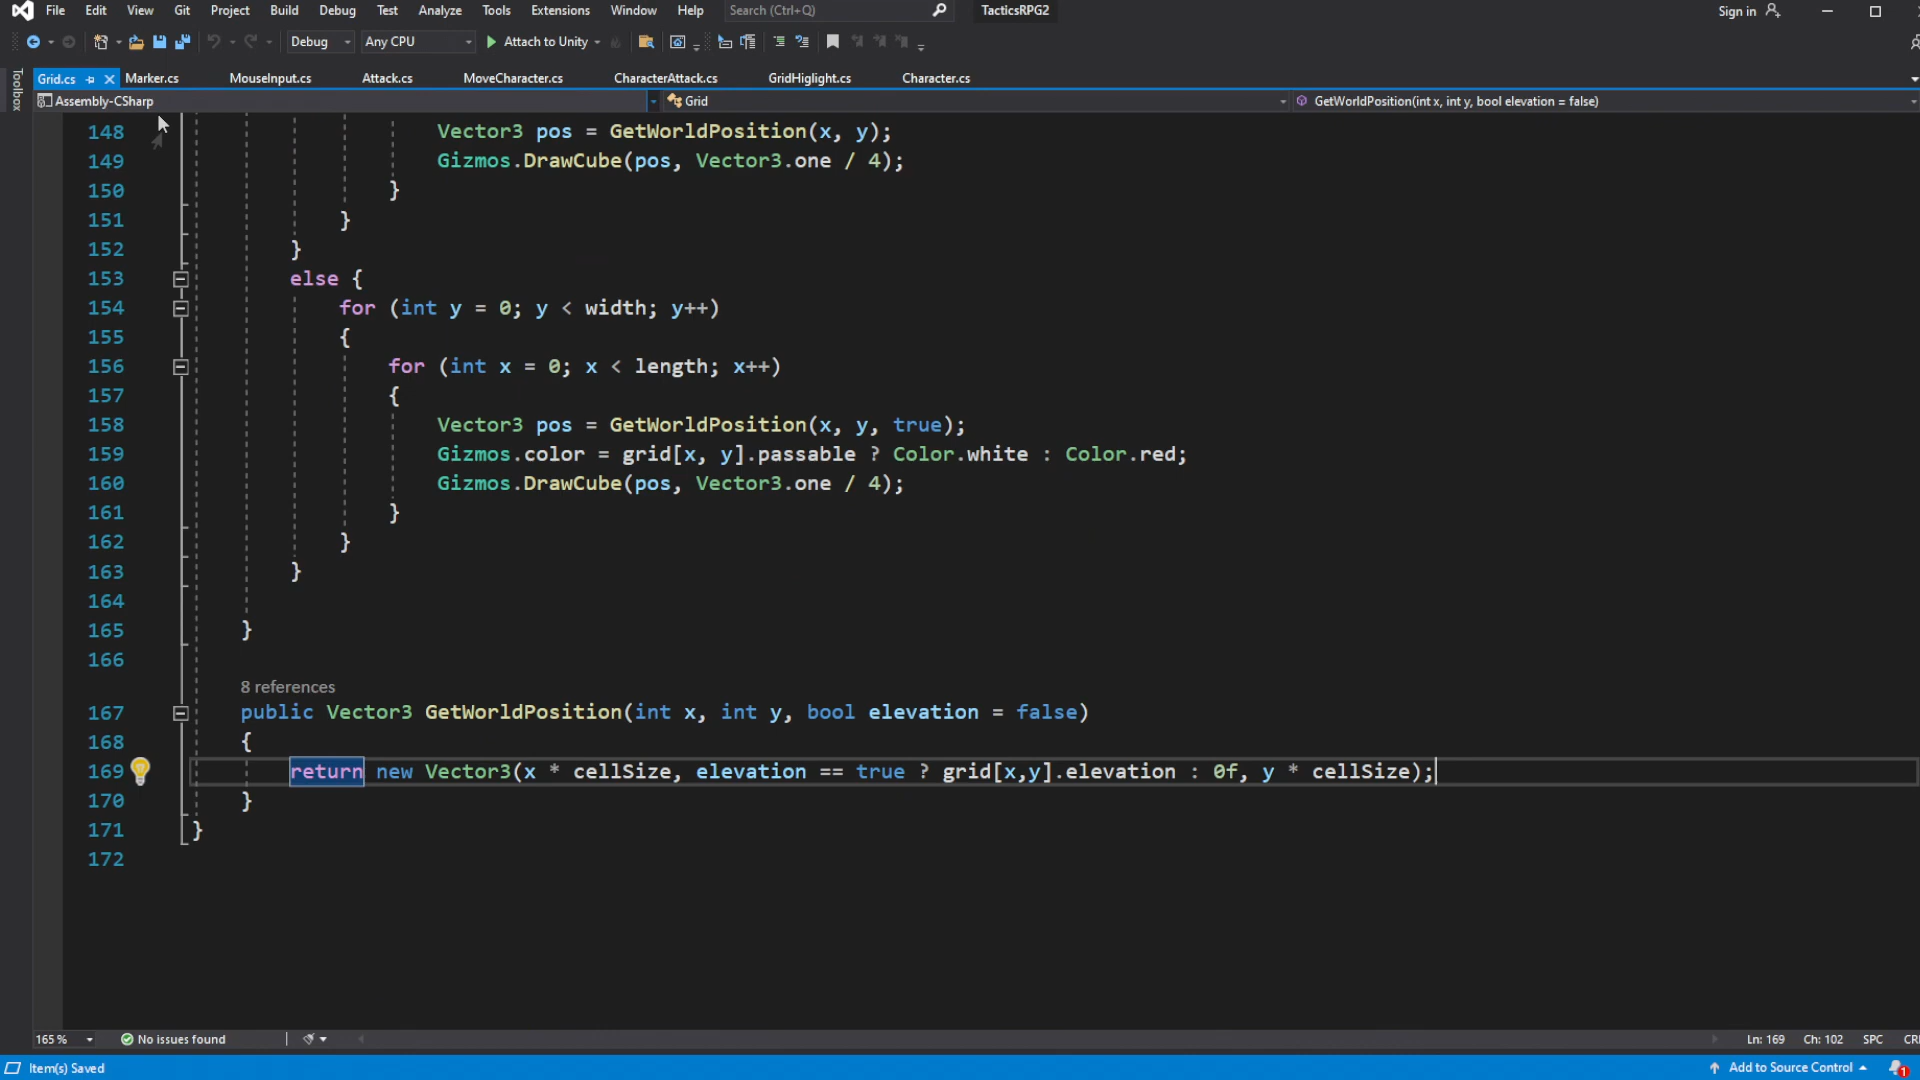 File Edit View Git Project Build Debug Test Analyze Tools Extensions Window Help Search (Ctrl+Q) TacticsRPG2 Sign in
Debug Any CPU Attach to Unity
Toolbox
Grid.cs Marker.cs MouseInput.cs Attack.cs MoveCharacter.cs CharacterAttack.cs GridHiglight.cs Character.cs
Assembly-CSharp Grid GetWorldPosition(int x, int y, bool elevation = false)
148 Vector3 pos = GetWorldPosition(x, y);
149 Gizmos.DrawCube(pos, Vector3.one / 4);
150 }
151 }
152 }
153 else {
154 for (int y = 0; y < width; y++)
155 {
156 for (int x = 0; x < length; x++)
157 {
158 Vector3 pos = GetWorldPosition(x, y, true);
159 Gizmos.color = grid[x, y].passable ? Color.white : Color.red;
160 Gizmos.DrawCube(pos, Vector3.one / 4);
161 }
162 }
163 }
164
165 }
166
8 references
167 public Vector3 GetWorldPosition(int x, int y, bool elevation = false)
168 {
169 return new Vector3(x * cellSize, elevation == true ? grid[x,y].elevation : 0f, y * cellSize);
170 }
171 }
172
165 % No issues found Ln: 169 Ch: 102 SPC CR
Item(s) Saved Add to Source Control 1